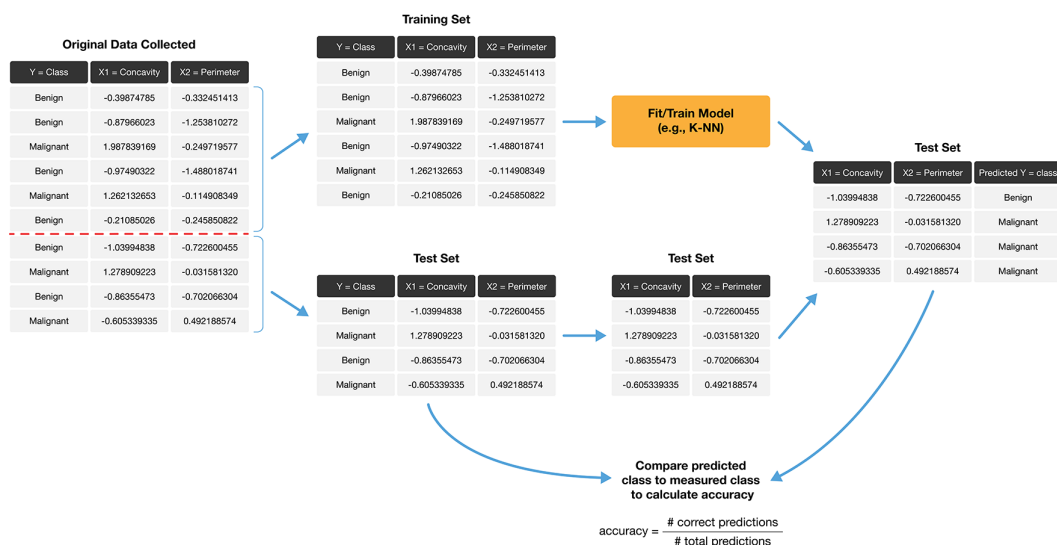 Original Data Collected
Y = Class X1 = Concavity X2 = Perimeter
Benign -0.39874785 -0.332451413
Benign -0.87966023 -1.253810272
Malignant 1.987839169 -0.249719577
Benign -0.97490322 -1.488018741
Malignant 1.262132653 -0.114908349
Benign -0.21085026 -0.245850822
Benign -1.03994838 -0.722600455
Malignant 1.278909223 -0.031581320
Benign -0.86355473 -0.702066304
Malignant -0.605339335 0.492188574
Training Set
Y = Class X1 = Concavity X2 = Perimeter
Benign -0.39874785 -0.332451413
Benign -0.87966023 -1.253810272
Malignant 1.987839169 -0.249719577
Benign -0.97490322 -1.488018741
Malignant 1.262132653 -0.114908349
Benign -0.21085026 -0.245850822
Fit/Train Model
(e.g., K-NN)
Test Set
Y = Class X1 = Concavity X2 = Perimeter
Benign -1.03994838 -0.722600455
Malignant 1.278909223 -0.031581320
Benign -0.86355473 -0.702066304
Malignant -0.605339335 0.492188574
Test Set
X1 = Concavity X2 = Perimeter
-1.03994838 -0.722600455
1.278909223 -0.031581320
-0.86355473 -0.702066304
-0.605339335 0.492188574
Test Set
X1 = Concavity X2 = Perimeter Predicted Y = class
-1.03994838 -0.722600455 Benign
1.278909223 -0.031581320 Malignant
-0.86355473 -0.702066304 Malignant
-0.605339335 0.492188574 Malignant
Compare predicted
class to measured class
to calculate accuracy
accuracy = # correct predictions
# total predictions